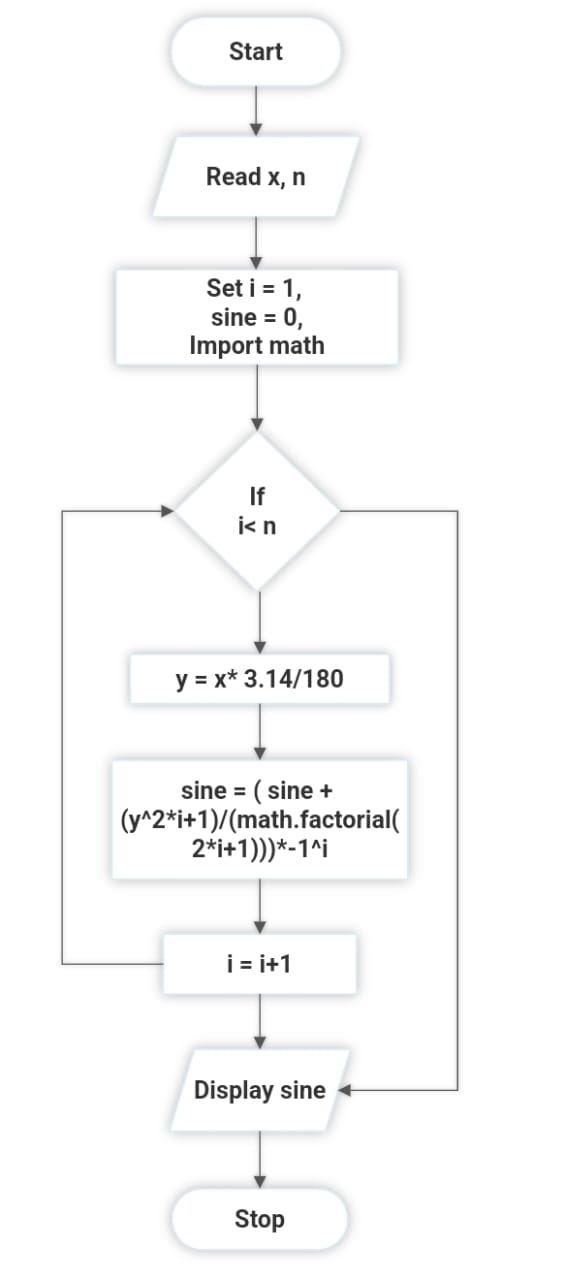 Start
Read x, n
Set i = 1,
sine = 0,
Import math
If
i< n
y = x* 3.14/180
sine = ( sine +
(y^2*i+1)/(math.factorial(
2*i+1)))*-1^i
i = i+1
Display sine
Stop